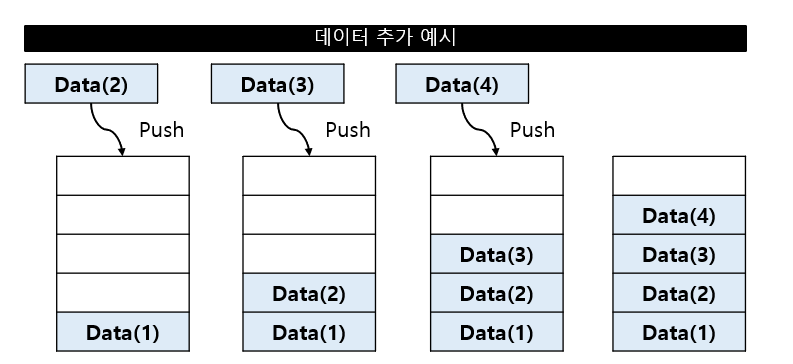 데이터 추가 예시
Data(2) Data(3) Data(4)
Push Push Push
Data(4)
Data(3) Data(3)
Data(2) Data(2) Data(2)
Data(1) Data(1) Data(1) Data(1)